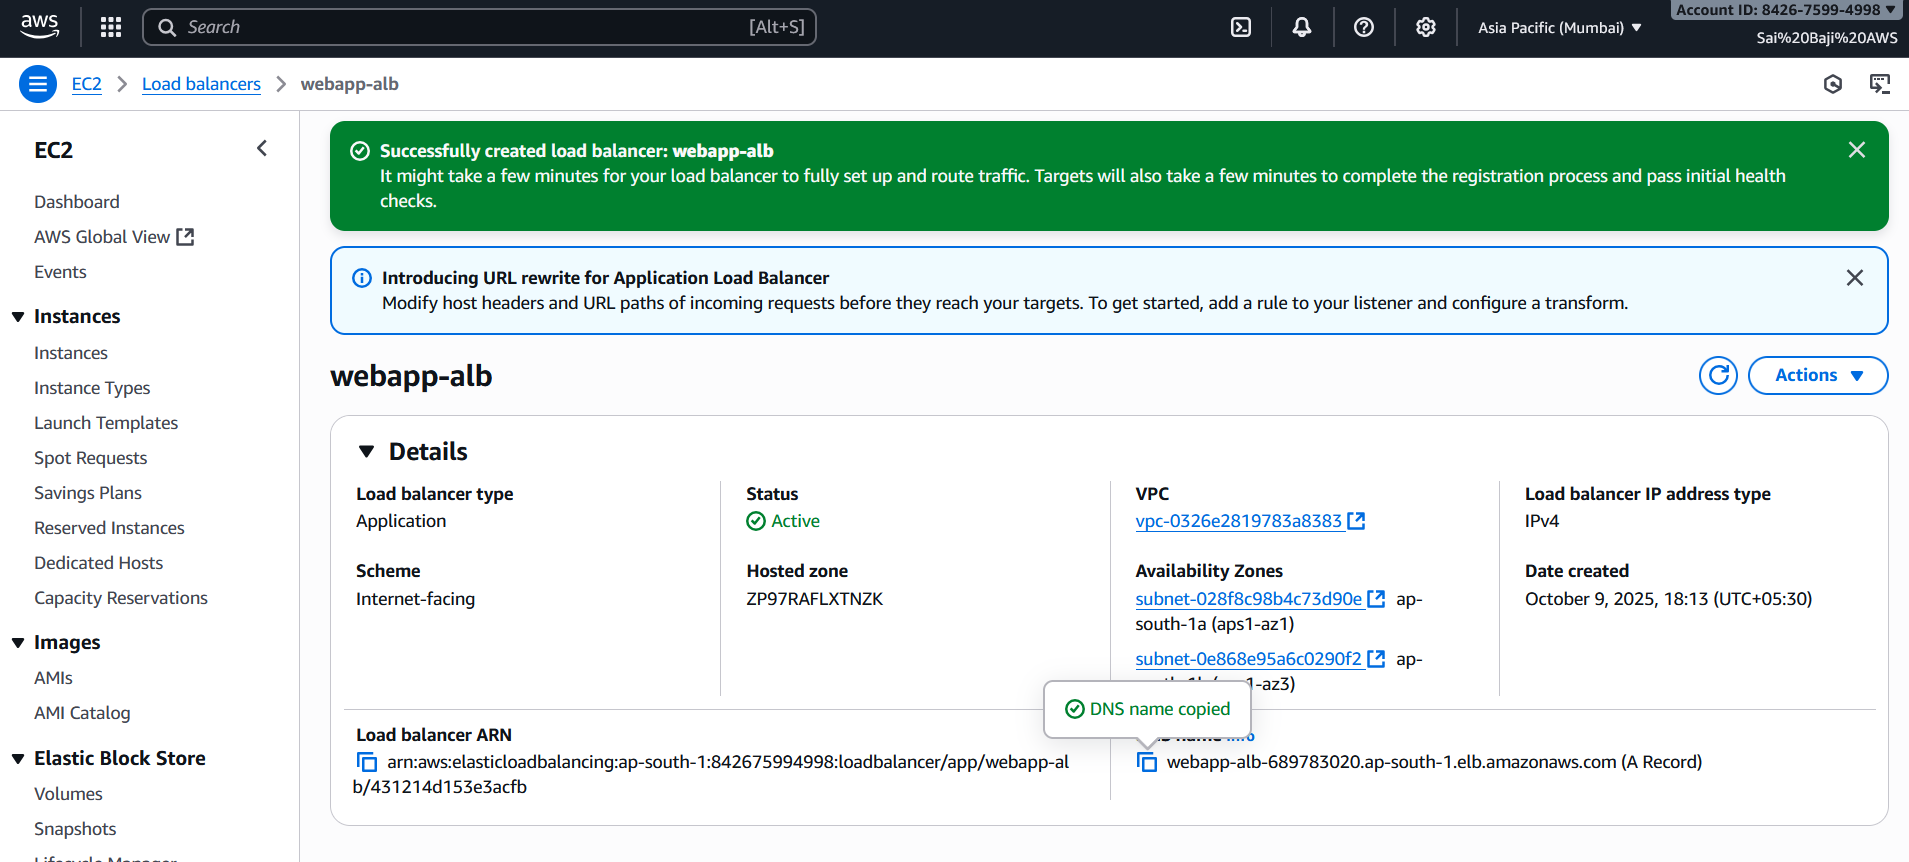 aws
Search
[Alt+S]
Asia Pacific (Mumbai)
Account ID: 8426-7599-4998
Sai%20Baji%20AWS
EC2
Load balancers
webapp-alb
EC2
Dashboard
AWS Global View
Events
Instances
Instances
Instance Types
Launch Templates
Spot Requests
Savings Plans
Reserved Instances
Dedicated Hosts
Capacity Reservations
Images
AMIs
AMI Catalog
Elastic Block Store
Volumes
Snapshots
Lifecycle Manager
Successfully created load balancer: webapp-alb
It might take a few minutes for your load balancer to fully set up and route traffic. Targets will also take a few minutes to complete the registration process and pass initial health
checks.
Introducing URL rewrite for Application Load Balancer
Modify host headers and URL paths of incoming requests before they reach your targets. To get started, add a rule to your listener and configure a transform.
webapp-alb
Actions
Details
Load balancer type
Application
Status
Active
VPC
vpc-0326e2819783a8383
Load balancer IP address type
IPv4
Scheme
Internet-facing
Hosted zone
ZP97RAFLXTNZK
Availability Zones
subnet-028f8c98b4c73d90e ap-
south-1a (aps1-az1)
subnet-0e868e95a6c0290f2 ap-
-az3)
Date created
October 9, 2025, 18:13 (UTC+05:30)
DNS name copied
Load balancer ARN
arn:aws:elasticloadbalancing:ap-south-1:842675994998:loadbalancer/app/webapp-al
b/431214d153e3acfb
webapp-alb-689783020.ap-south-1.elb.amazonaws.com (A Record)